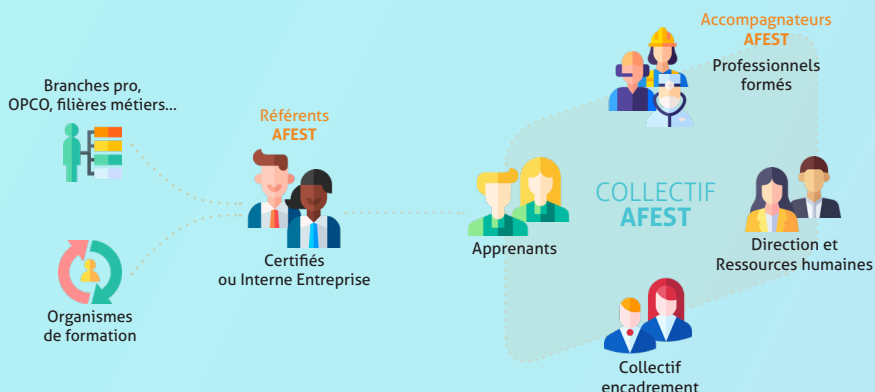 Branches pro,
OPCO, filières métiers...
Organismes
de formation
Référents
AFEST
Certifiés
ou Interne Entreprise
Apprenants
COLLECTIF
AFEST
Accompagnateurs
AFEST
Professionnels
formés
Direction et
Ressources humaines
Collectif
encadrement